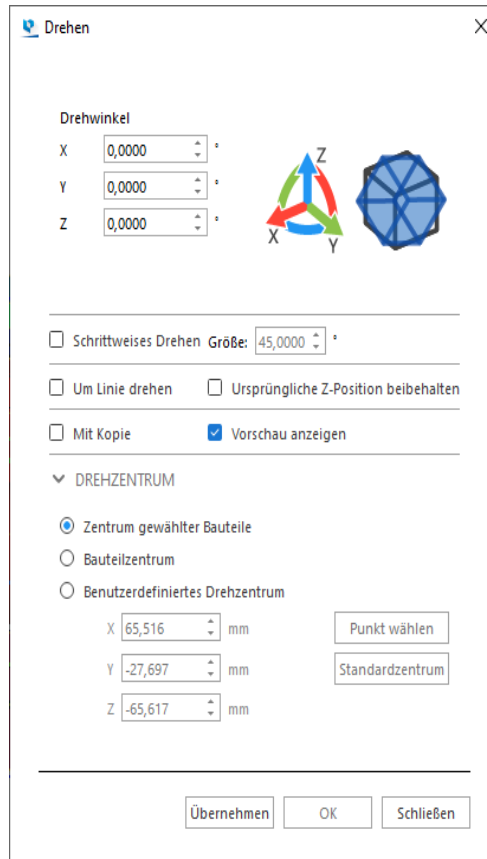 Drehen
Drehwinkel
X 0,0000 °
Y 0,0000 °
Z 0,0000 °
Z
X
Y
Schrittweises Drehen Größe: 45,0000 °
Um Linie drehen Ursprüngliche Z-Position beibehalten
Mit Kopie Vorschau anzeigen
DREHZENTRUM
Zentrum gewählter Bauteile
Bauteilzentrum
Benutzerdefiniertes Drehzentrum
X 65,516 mm Punkt wählen
Y -27,697 mm Standardzentrum
Z -65,617 mm
Übernehmen OK Schließen